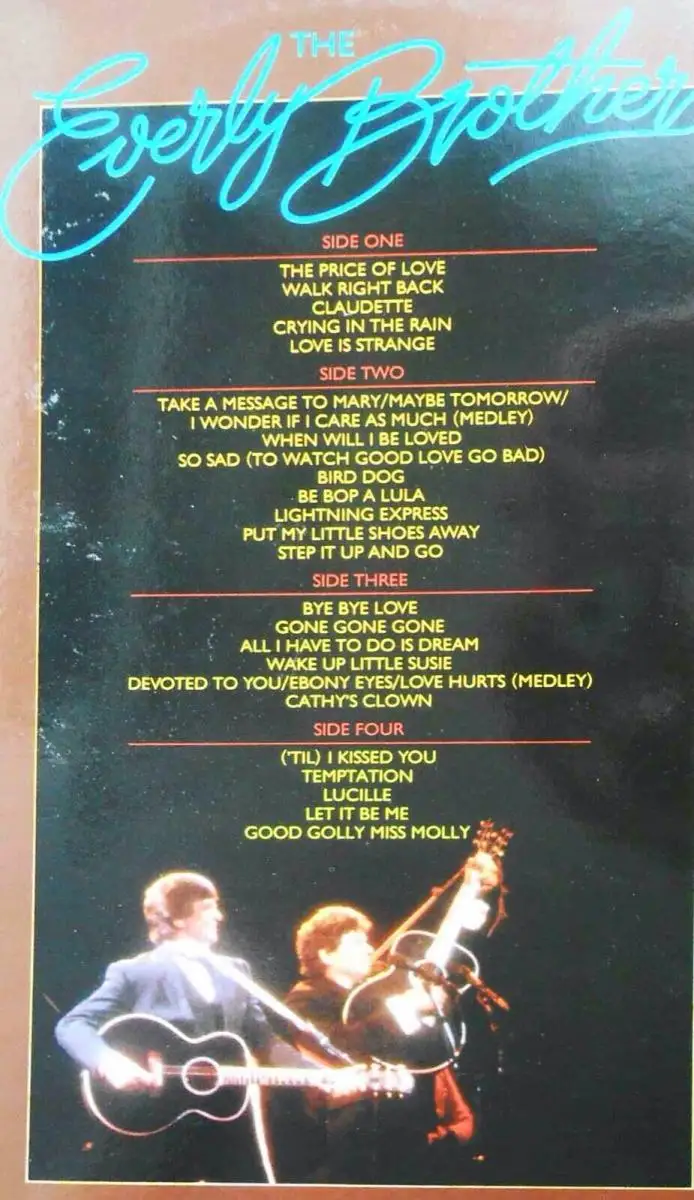 THE
Everly Brother
SIDE ONE
THE PRICE OF LOVE
WALK RIGHT BACK
CLAUDETTE
CRYING IN THE RAIN
LOVE IS STRANGE
SIDE TWO
TAKE A MESSAGE TO MARY/MAYBE TOMORROW/
I WONDER IF I CARE AS MUCH (MEDLEY)
WHEN WILL I BE LOVED
SO SAD (TO WATCH GOOD LOVE GO BAD)
BIRD DOG
BE BOP A LULA
LIGHTNING EXPRESS
PUT MY LITTLE SHOES AWAY
STEP IT UP AND GO
SIDE THREE
BYE BYE LOVE
GONE GONE GONE
ALL I HAVE TO DO IS DREAM
WAKE UP LITTLE SUSIE
DEVOTED TO YOU/EBONY EYES/LOVE HURTS (MEDLEY)
CATHY'S CLOWN
SIDE FOUR
('TIL) I KISSED YOU
TEMPTATION
LUCILLE
LET IT BE ME
GOOD GOLLY MISS MOLLY